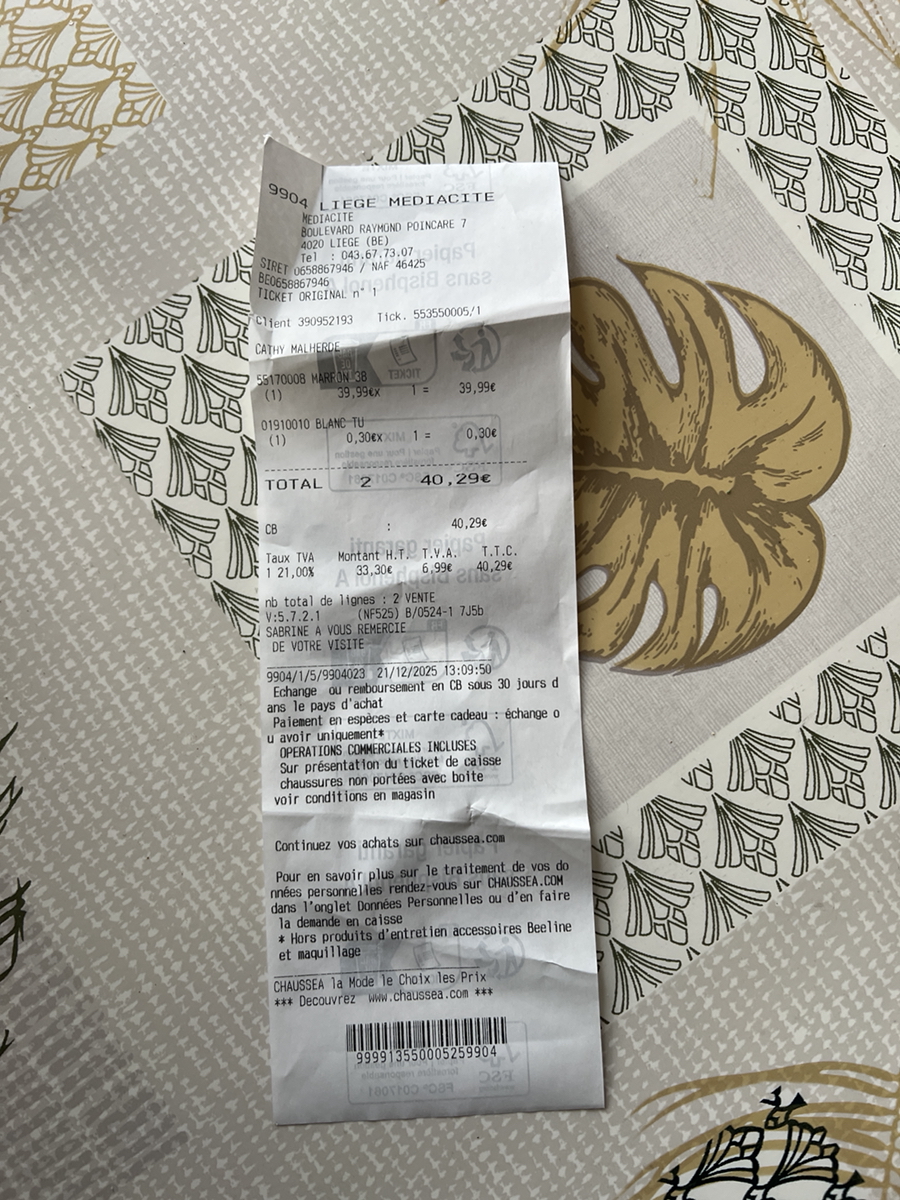 9904 LIEGE MEDIACITE
MEDIACITE
BOULEVARD RAYMOND POINCARE 7
4020 LIEGE (BE)
Tel : 043.67.73.07
SIRET 0658867946 / NAF 46425
BE0658867946
TICKET ORIGINAL n° 1
Client 390952193 Tick. 553550005/1
CATHY MALHERDE
55170008 MARRON 38
(1) 39,99€x 1 = 39,99€
01910010 BLANC TU
(1) 0,30€x 1 = 0,30€
TOTAL 2 40,29€
CB : 40,29€
Taux TVA Montant H.T. T.V.A. T.T.C.
1 21,00% 33,30€ 6,99€ 40,29€
nb total de lignes : 2 VENTE
V:5.7.2.1 (NF525) B/0524-1 7J5b
SABRINE A VOUS REMERCIE
DE VOTRE VISITE
9904/1/5/9904023 21/12/2025 13:09:50
Echange ou remboursement en CB sous 30 jours d
ans le pays d'achat
Paiement en espèces et carte cadeau : échange o
u avoir uniquement*
OPERATIONS COMMERCIALES INCLUSES
Sur présentation du ticket de caisse
chaussures non portées avec boite
voir conditions en magasin
Continuez vos achats sur chaussea.com
Pour en savoir plus sur le traitement de vos do
nnées personnelles rendez-vous sur CHAUSSEA.COM
dans l'onglet Données Personnelles ou d'en faire
la demande en caisse
* Hors produits d'entretien accessoires Beeline
et maquillage
CHAUSSEA la Mode le Choix les Prix
*** Decouvrez www.chaussea.com ***
999913550005259904